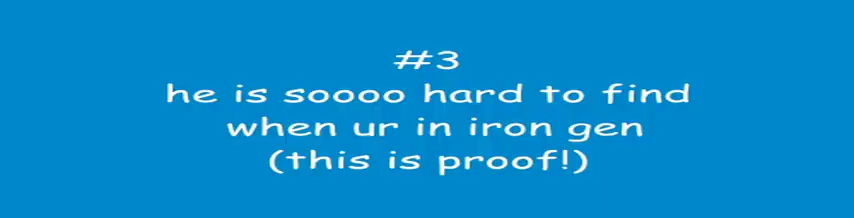 #3
he is soooo hard to find
when ur in iron gen
(this is proof!)